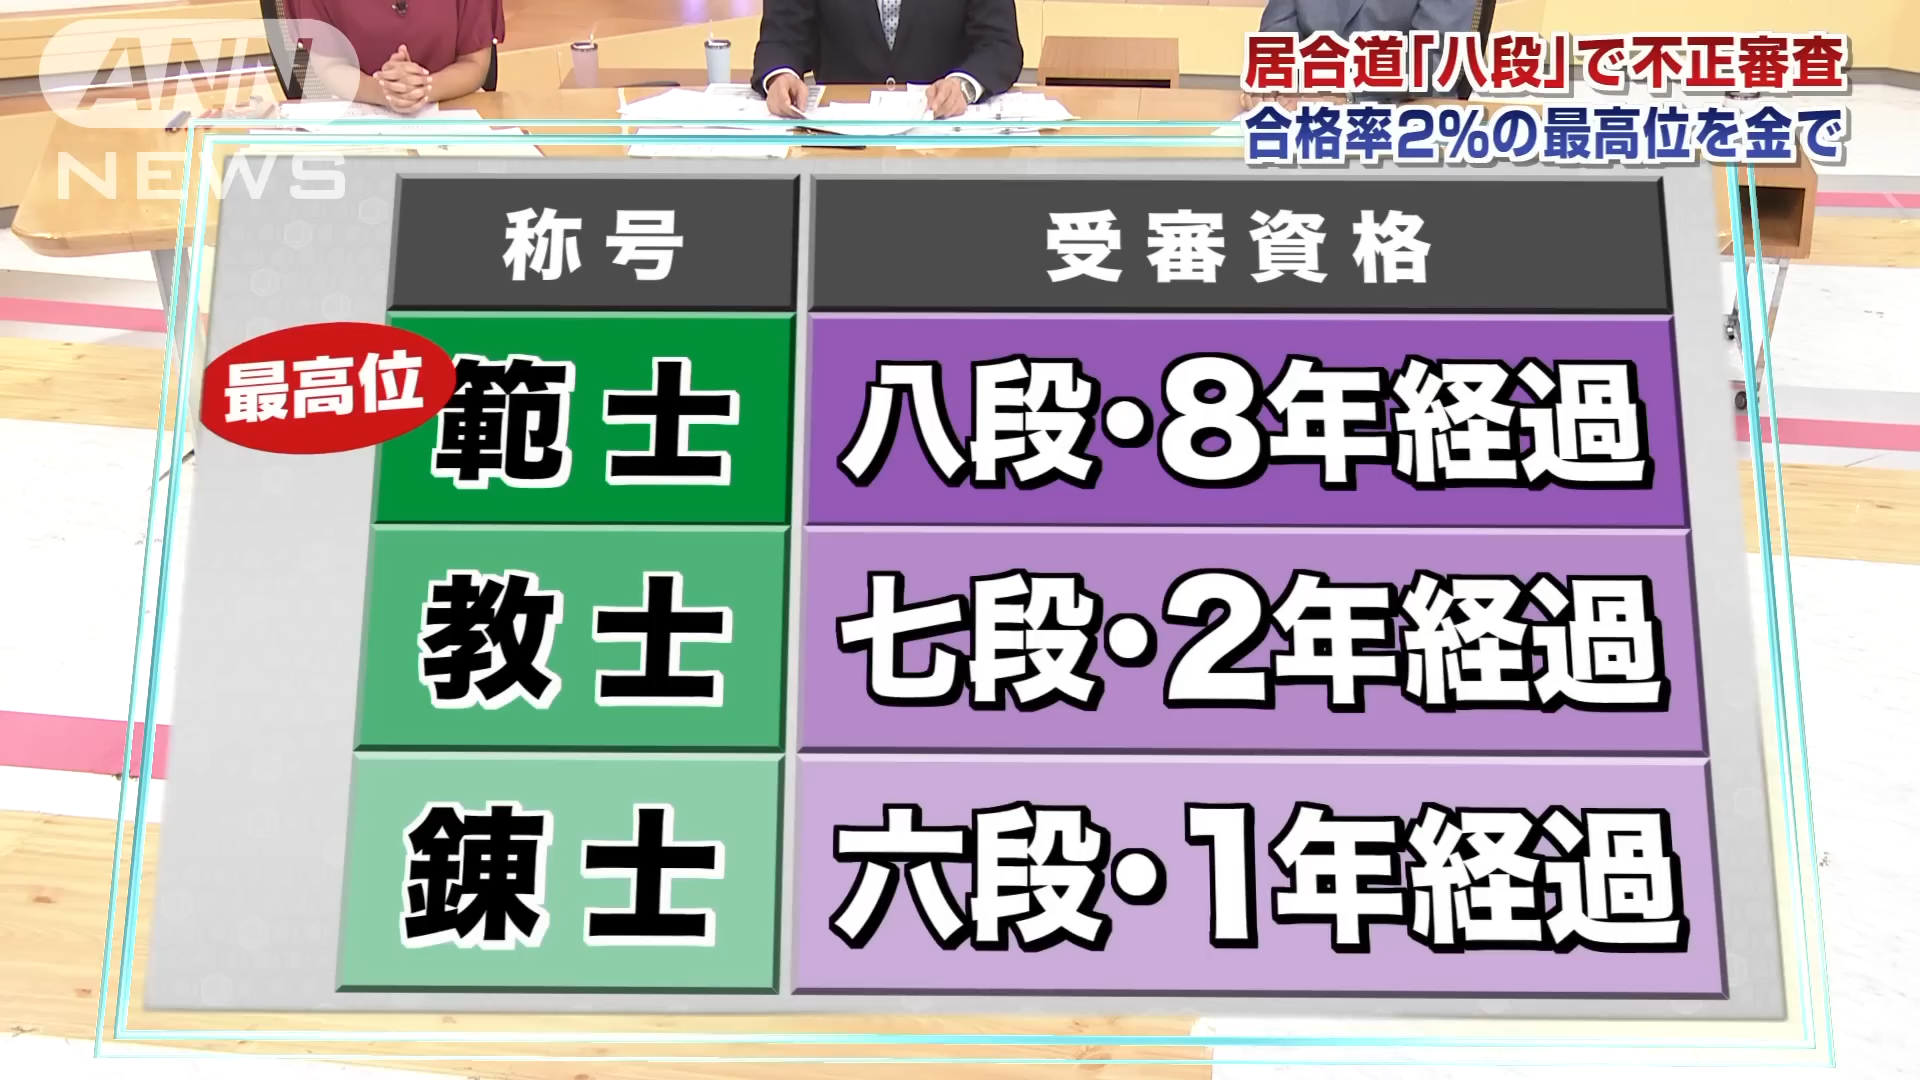 ANN
NEWS
居合道「八段」で不正審査
合格率2%の最高位を金で
称号 受審資格
最高位
範士 八段・8年経過
教士 七段・2年経過
錬士 六段・1年経過